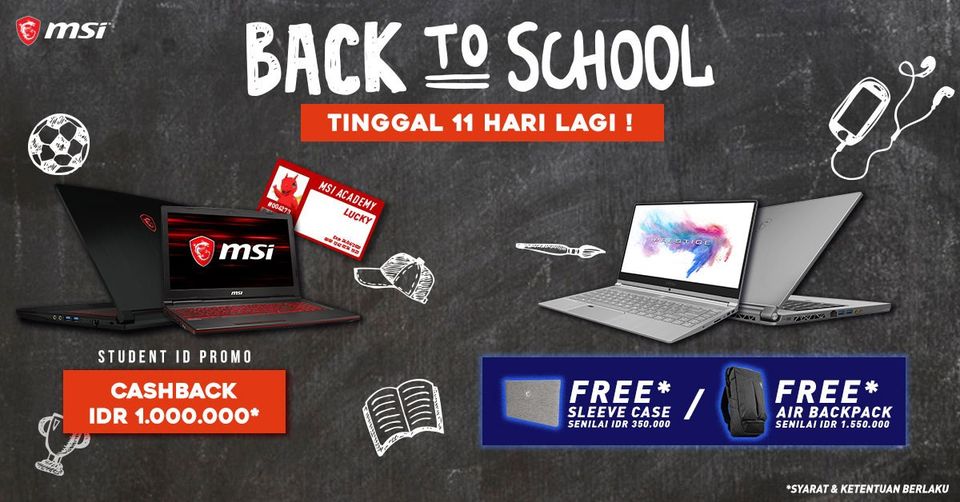 msi
BACK TO SCHOOL
TINGGAL 11 HARI LAGI !
MSI ACADEMY
LUCKY
msi
msi
PRESTIGE
STUDENT ID PROMO
CASHBACK
IDR 1.000.000*
FREE*
SLEEVE CASE
SENILAI IDR 350.000
/
FREE*
AIR BACKPACK
SENILAI IDR 1.550.000
*SYARAT & KETENTUAN BERLAKU